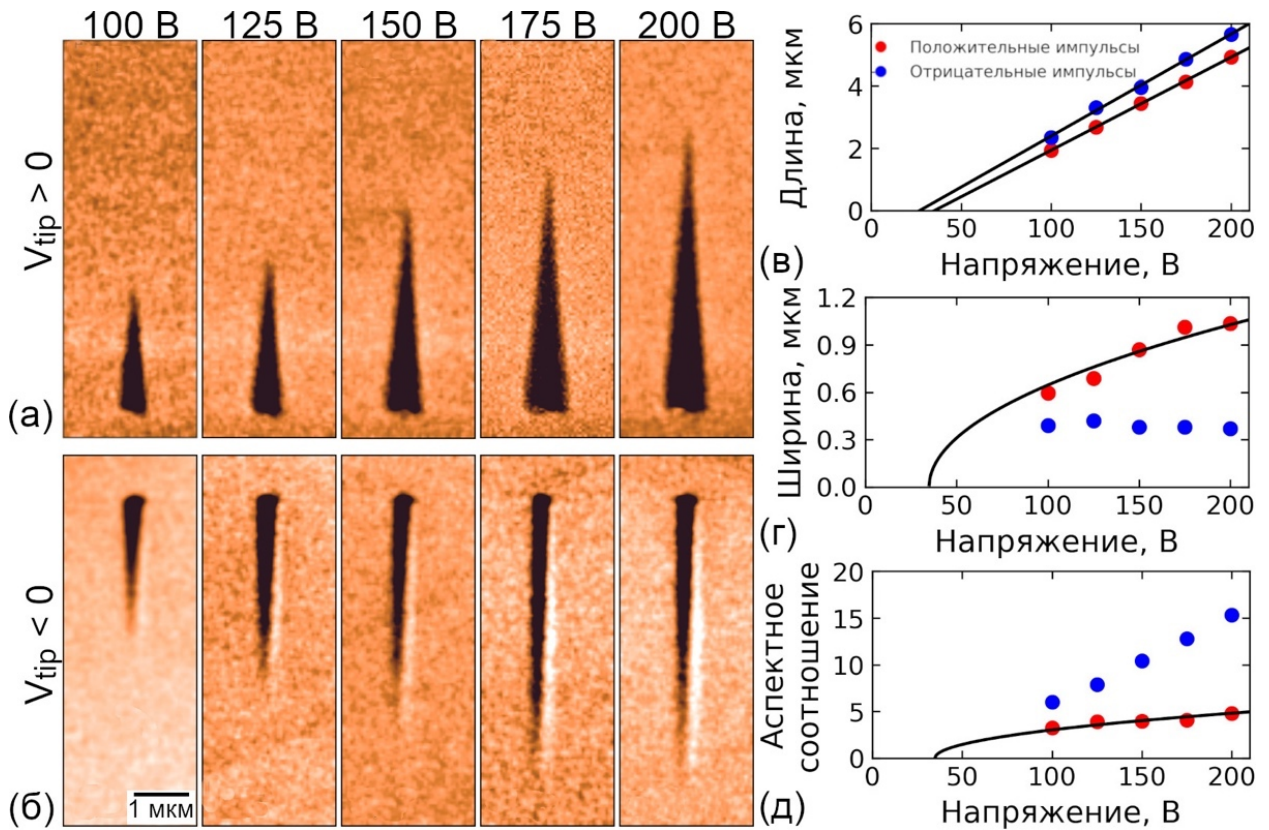 100 В 125 В 150 В 175 В 200 В
Vtip > 0
(а)
Vtip < 0
(б)
1 мкм
Длина, мкм
6
4
2
0
Положительные импульсы
Отрицательные импульсы
0 50 100 150 200
Напряжение, В
(в)
Ширина, мкм
1.2
0.9
0.6
0.3
0.0
0 50 100 150 200
Напряжение, В
(г)
Аспектное
соотношение
20
15
10
5
0
0 50 100 150 200
Напряжение, В
(д)